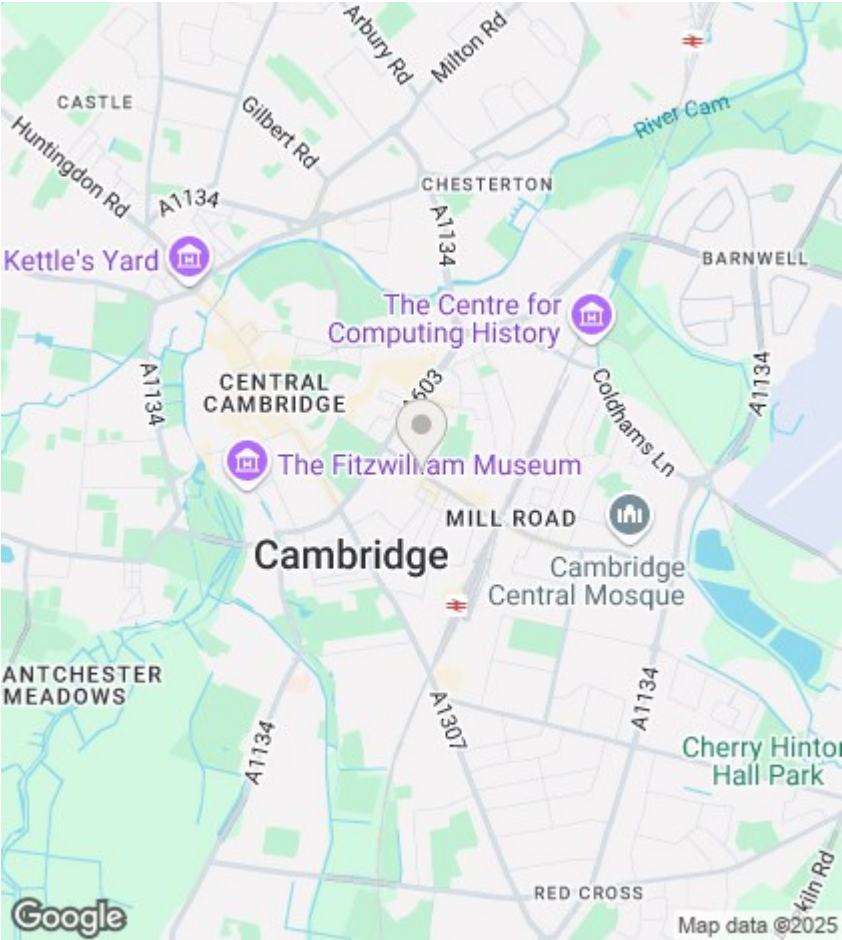 Arbury Rd
Milton Rd
CASTLE
Gilbert Rd
River Cam
Huntingdon Rd
CHESTERTON
A1134
A1134
Kettle's Yard
BARNWELL
The Centre for
Computing History
A1134
A1134
CENTRAL
CAMBRIDGE
Coldhams Ln
The Fitzwilliam Museum
MILL ROAD
Cambridge
Cambridge
Central Mosque
ANTCHESTER
MEADOWS
A1134
A1307
A1134
Cherry Hinton
Hall Park
RED CROSS
Google
Map data ©2025